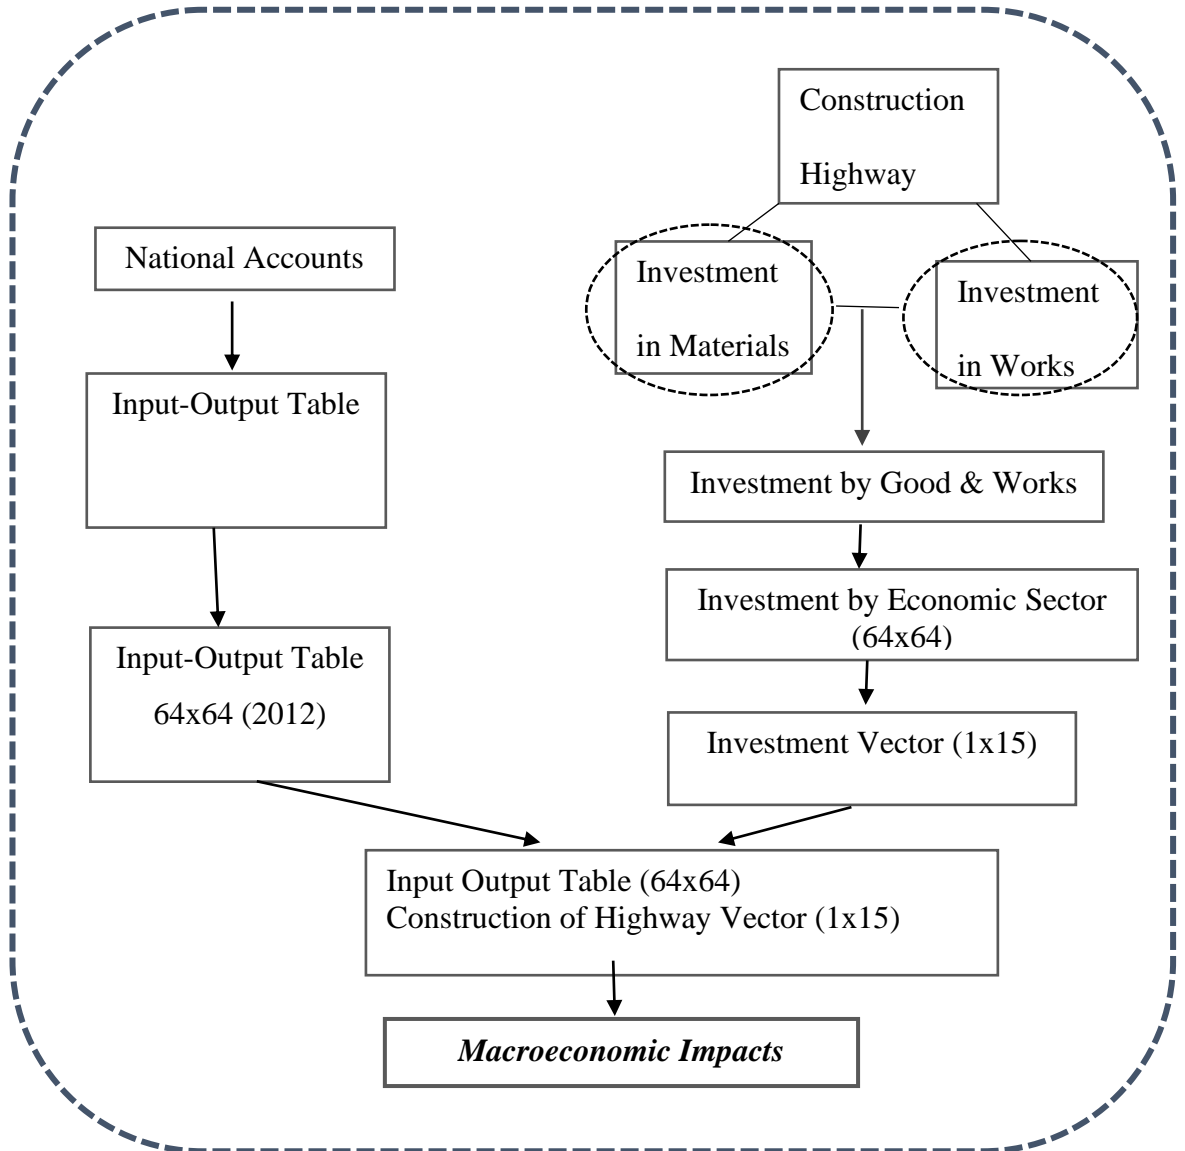 Construction
Highway
National Accounts
Investment
in Materials
Investment
in Works
Input-Output Table
Investment by Good & Works
Investment by Economic Sector
(64x64)
Input-Output Table
64x64 (2012)
Investment Vector (1x15)
Input Output Table (64x64)
Construction of Highway Vector (1x15)
Macroeconomic Impacts